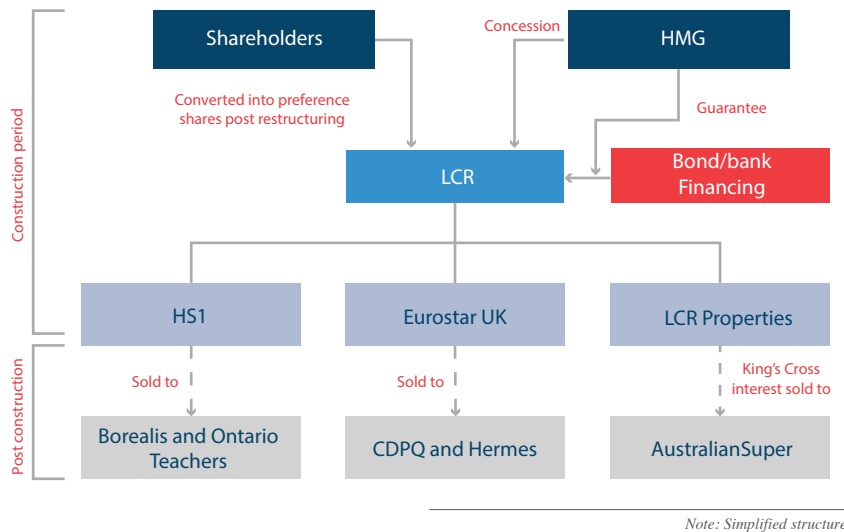 Shareholders
Concession
HMG
Converted into preference
shares post restructuring
Guarantee
Construction period
LCR
Bond/bank
Financing
HS1
Eurostar UK
LCR Properties
Post construction
Sold to
Sold to
King's Cross
interest sold to
Borealis and Ontario
Teachers
CDPQ and Hermes
AustralianSuper
Note: Simplified structure